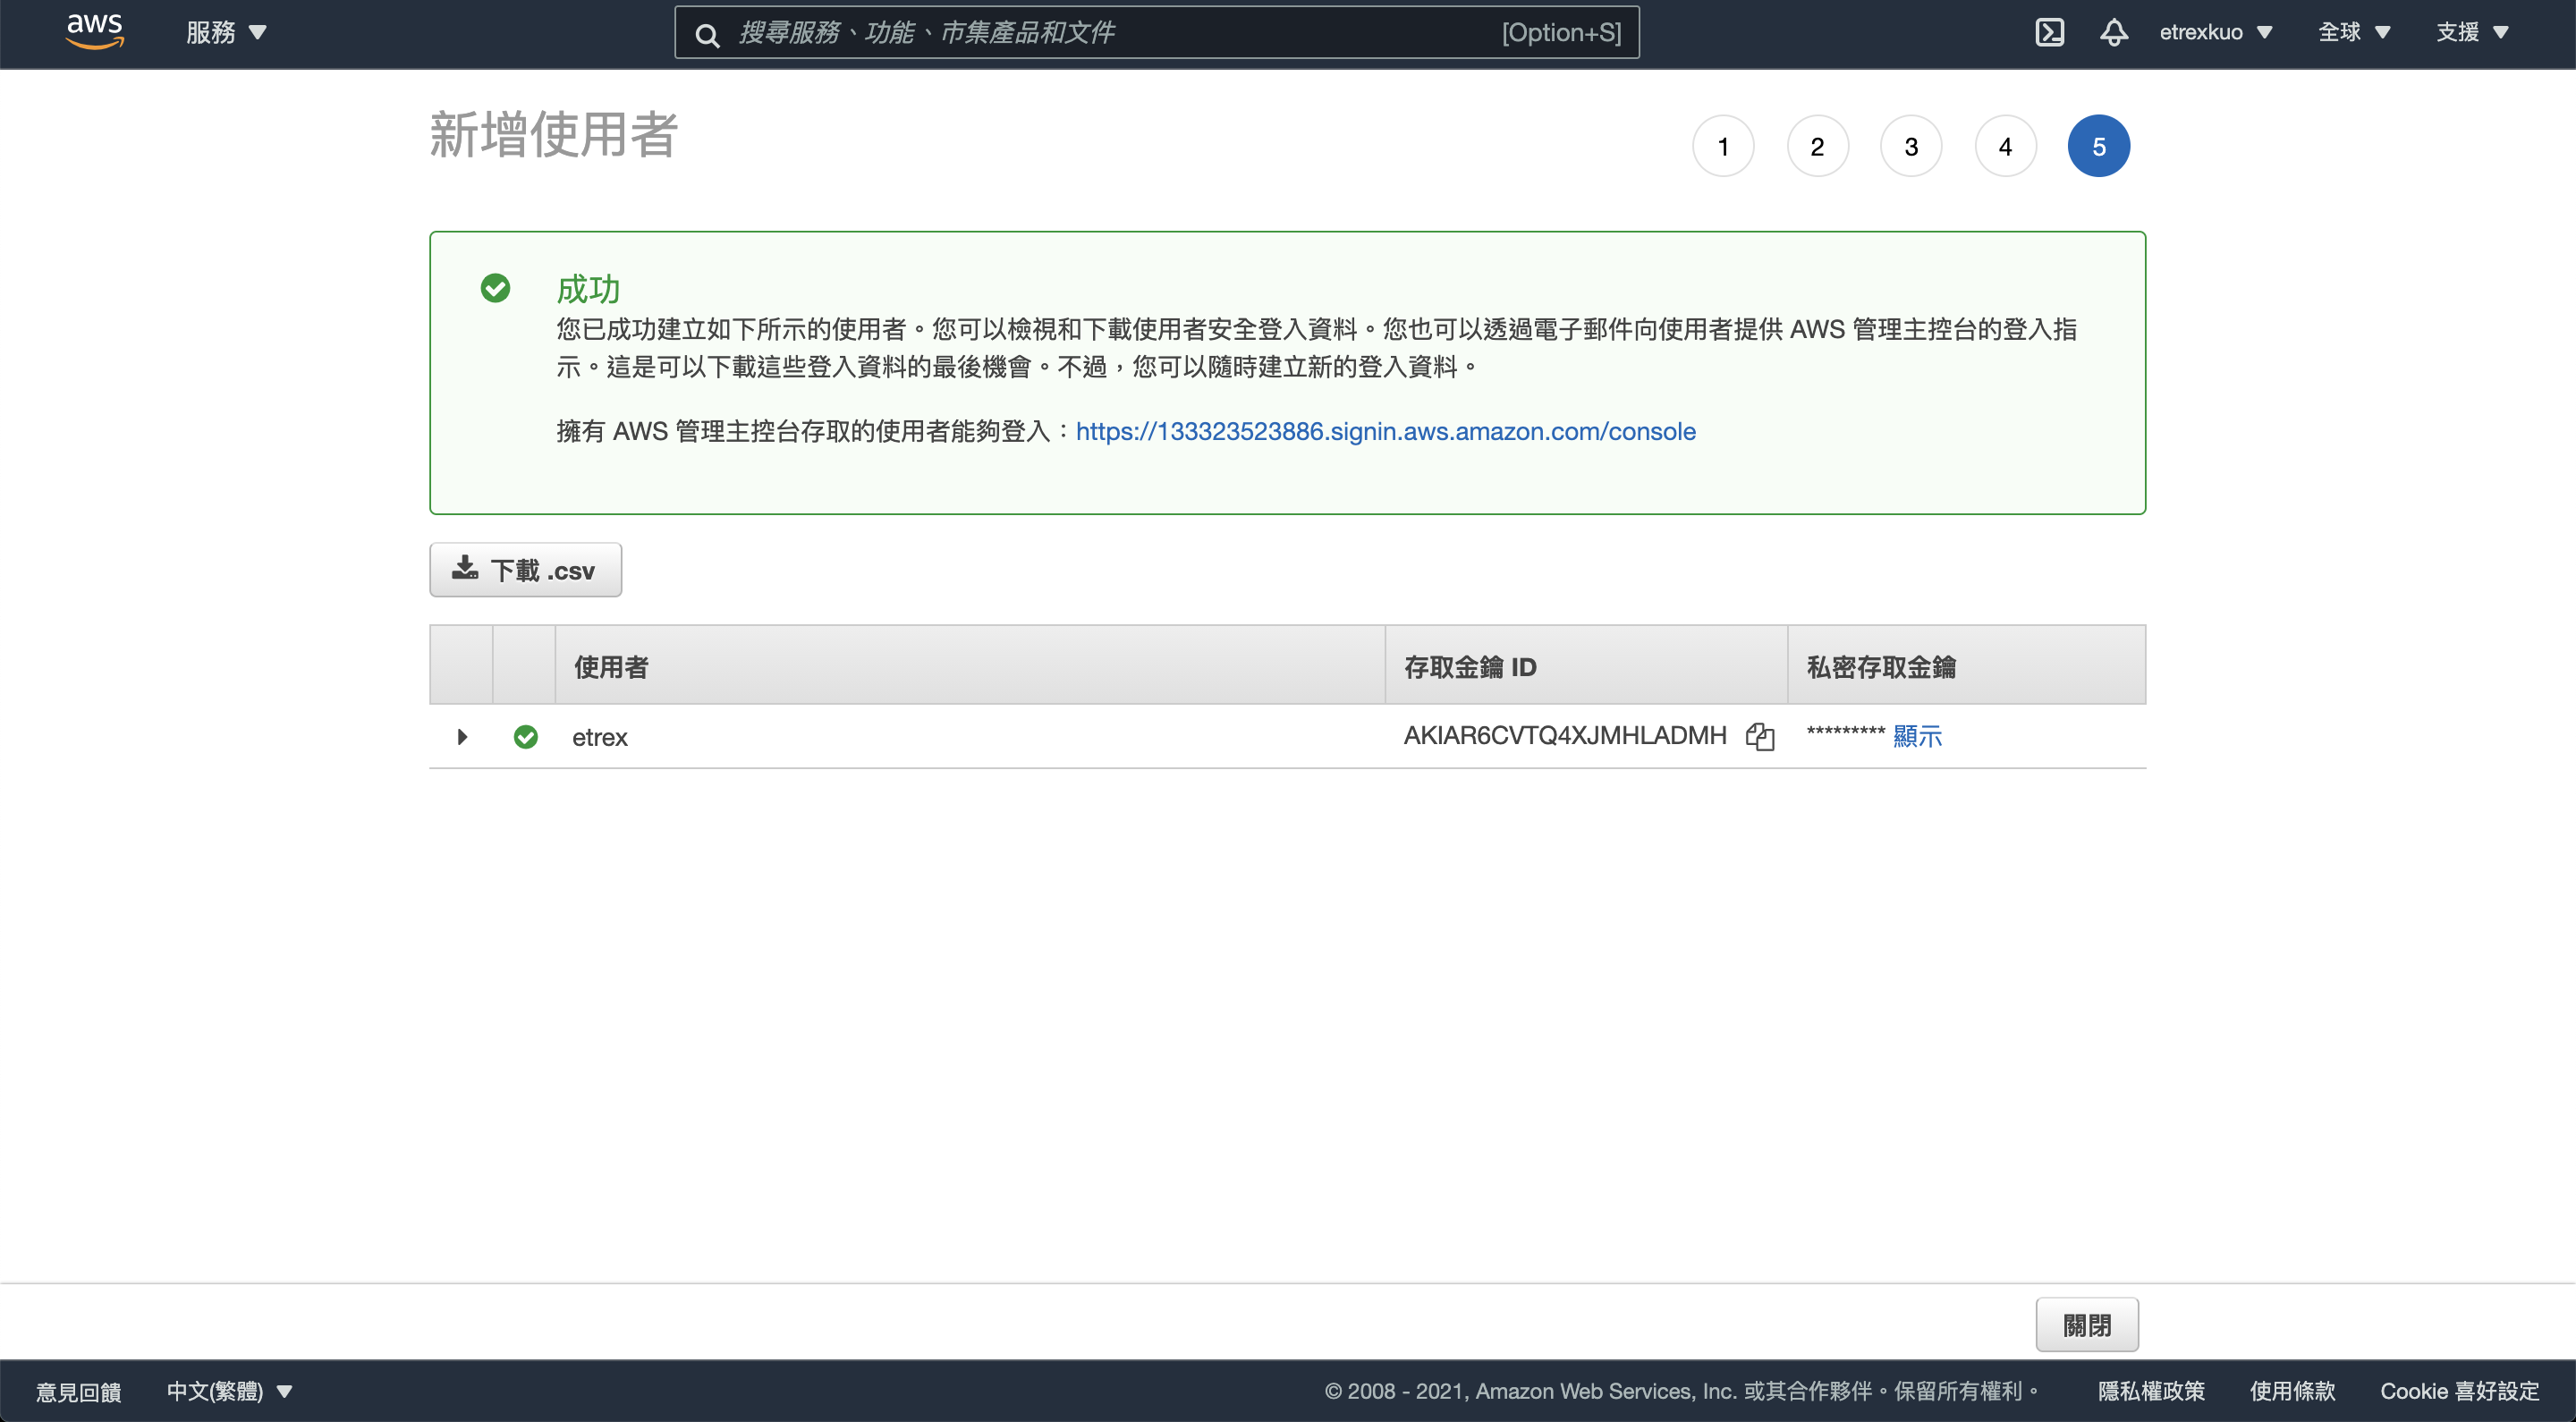 aws
服務
搜尋服務、功能、市集產品和文件
[Option+S]
etrexkuo
全球
支援
新增使用者
1
2
3
4
5
成功
您已成功建立如下所示的使用者。您可以檢視和下載使用者安全登入資料。您也可以透過電子郵件向使用者提供 AWS 管理主控台的登入指
示。這是可以下載這些登入資料的最後機會。不過，您可以隨時建立新的登入資料。
擁有 AWS 管理主控台存取的使用者能夠登入：https://133323523886.signin.aws.amazon.com/console
下載 .csv
使用者
存取金鑰 ID
私密存取金鑰
etrex
AKIAR6CVTQ4XJMHLADMH
********* 顯示
關閉
意見回饋
中文(繁體)
© 2008 - 2021, Amazon Web Services, Inc. 或其合作夥伴。保留所有權利。
隱私權政策
使用條款
Cookie 喜好設定